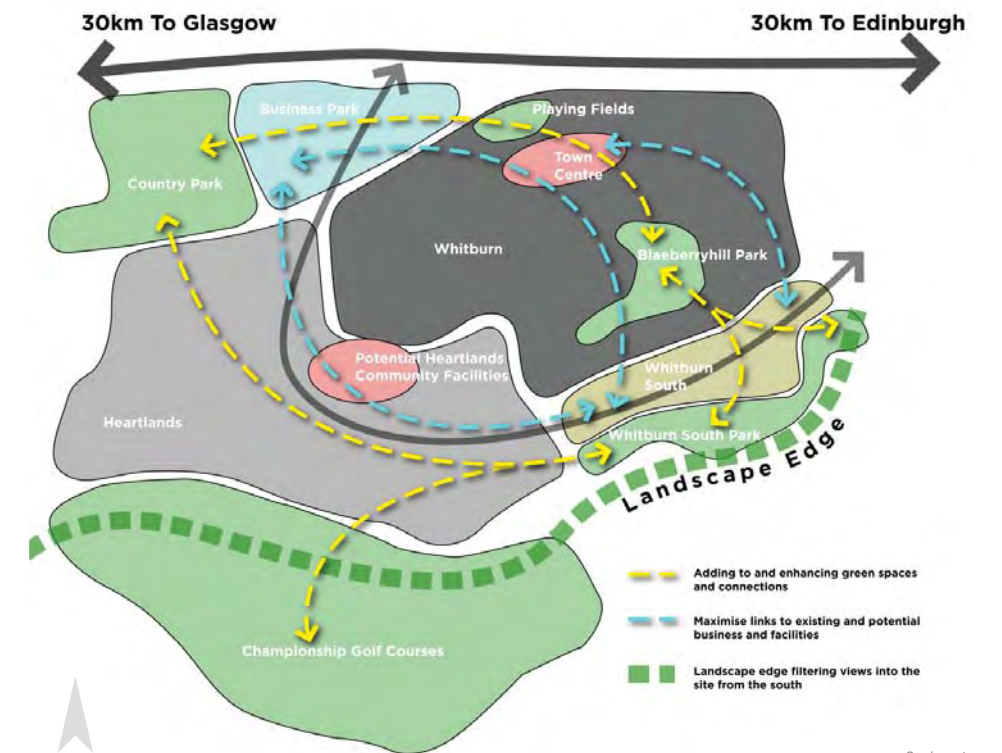 30km To Glasgow
30km To Edinburgh
Business Park
Playing Fields
Town
Centre
Country Park
Whitburn
Blaeberryhill Park
Potential Heartlands
Community Facilities
Whitburn
South
Heartlands
Whitburn South Park
Landscape Edge
Adding to and enhancing green spaces
and connections
Maximise links to existing and potential
business and facilities
Championship Golf Courses
Landscape edge filtering views into the
site from the south